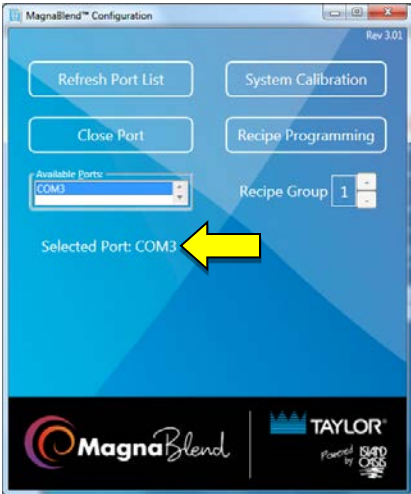 MagnaBlend™ Configuration
Rev 3.01
Refresh Port List
System Calibration
Close Port
Recipe Programming
Available Ports:
COM3
Recipe Group 1
Selected Port: COM3
MagnaBlend
TAYLOR®
Powered by ISLAND OASIS